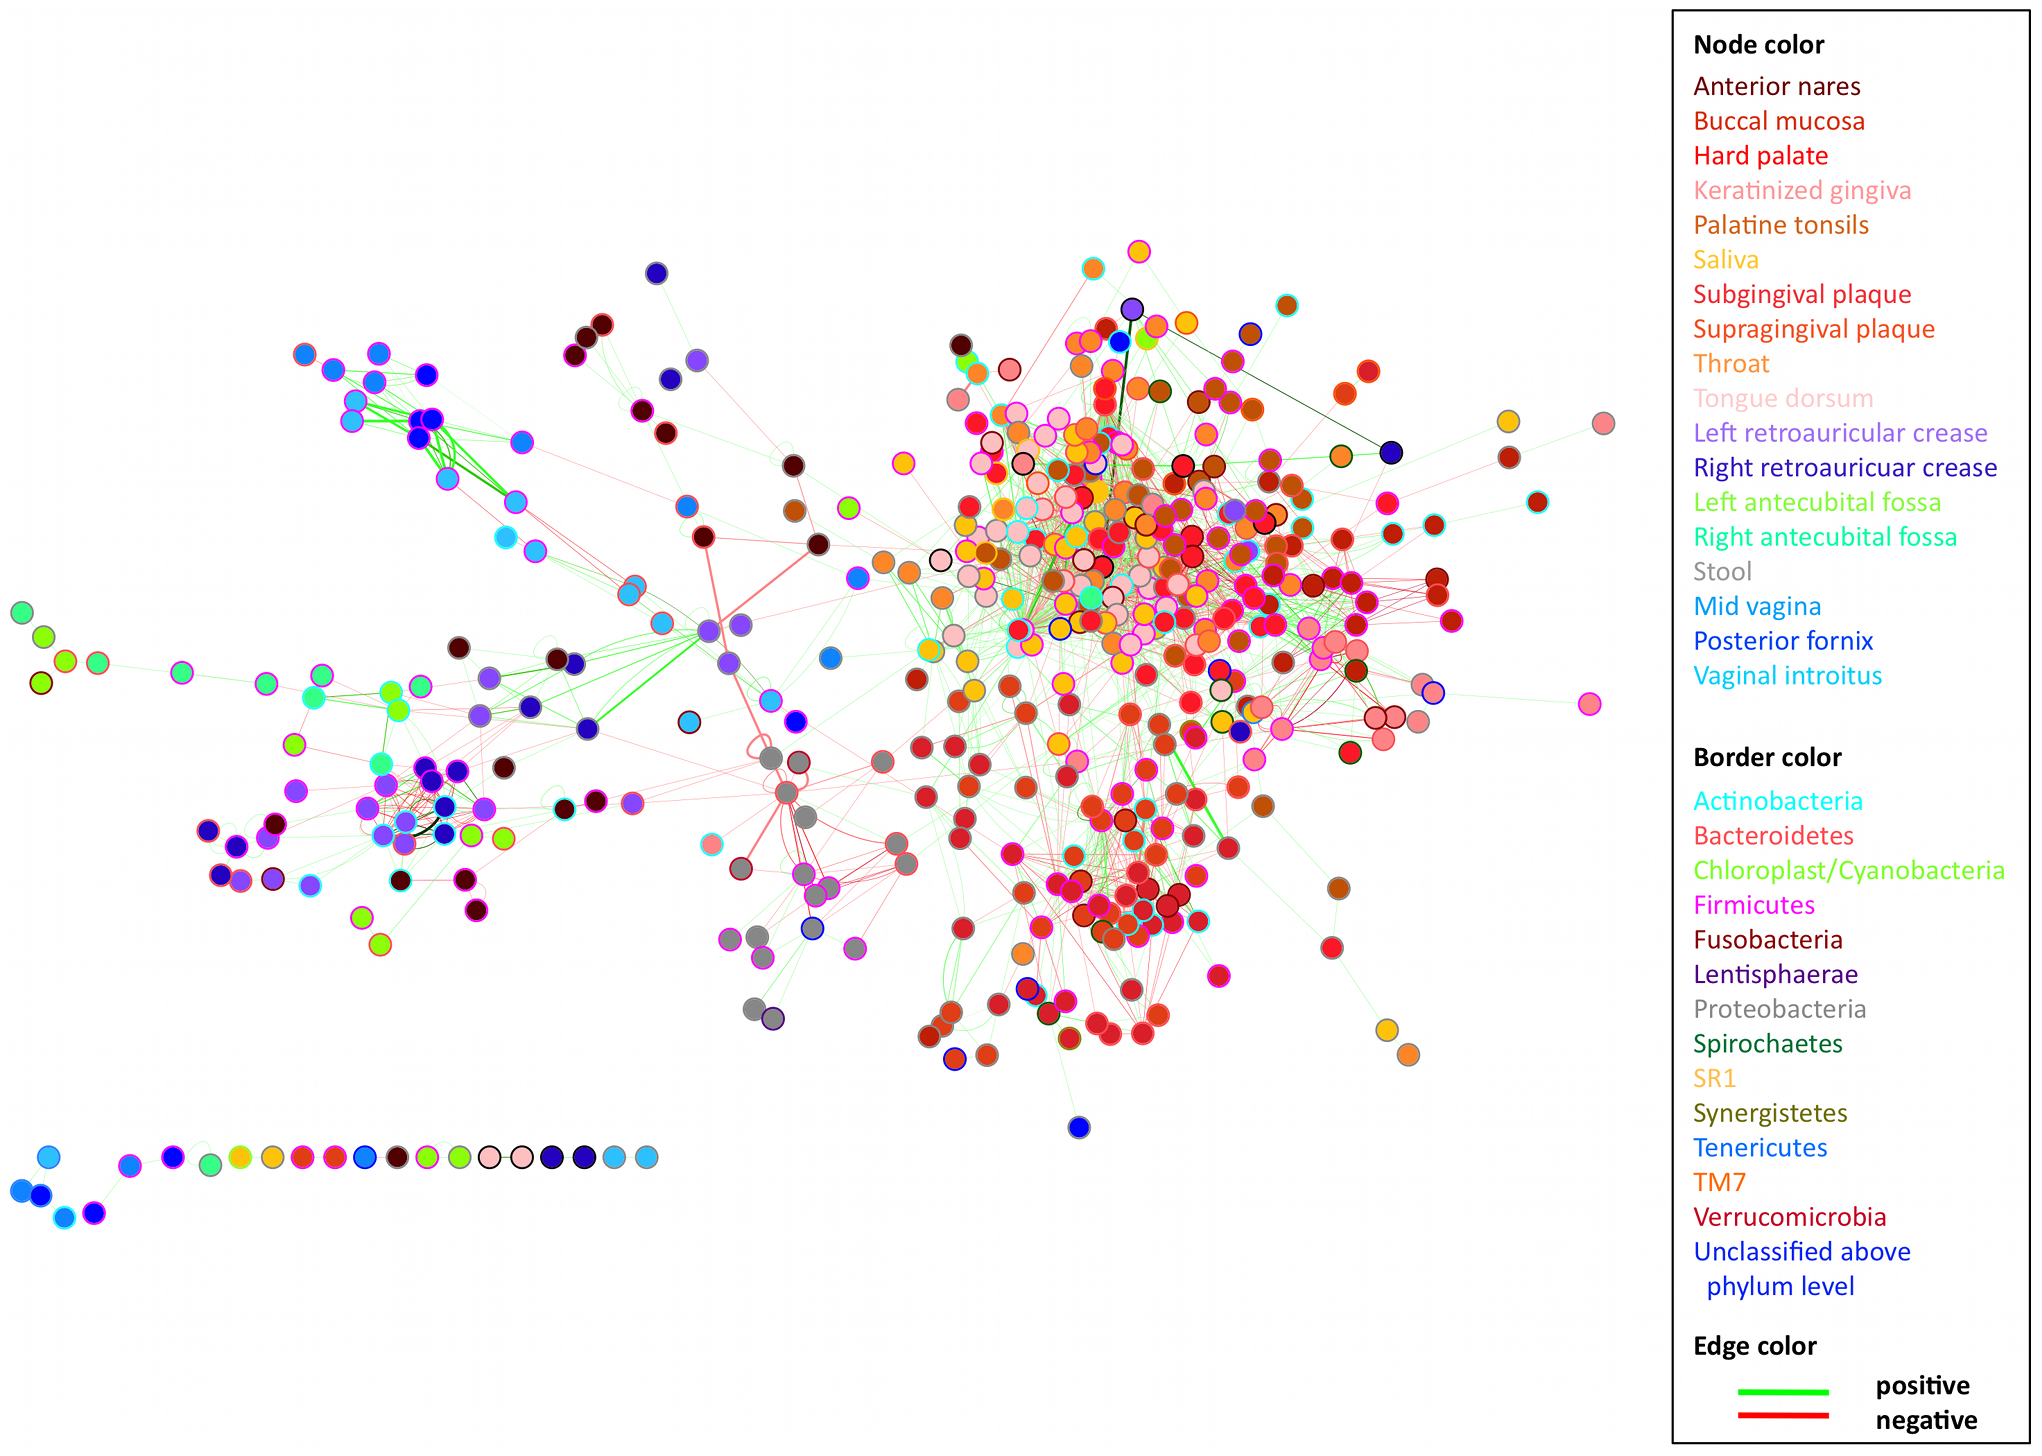 Node color
Anterior nares
Buccal mucosa
Hard palate
Keratinized gingiva
Palatine tonsils
Saliva
Subgingival plaque
Supragingival plaque
Throat
Tongue dorsum
Left retroauricular crease
Right retroauricuar crease
Left antecubital fossa
Right antecubital fossa
Stool
Mid vagina
Posterior fornix
Vaginal introitus
Border color
Actinobacteria
Bacteroidetes
Chloroplast/Cyanobacteria
Firmicutes
Fusobacteria
Lentisphaerae
Proteobacteria
Spirochaetes
SR1
Synergistetes
Tenericutes
TM7
Verrucomicrobia
Unclassified above
phylum level
Edge color
positive
negative